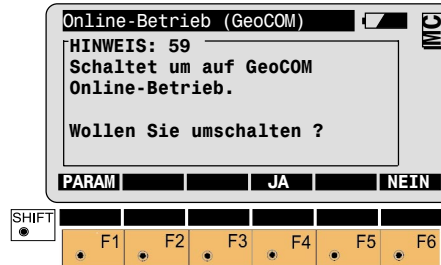 Online-Betrieb (GeoCOM)
MC
HINWEIS: 59
Schaltet um auf GeoCOM
Online-Betrieb.
Wollen Sie umschalten ?
PARAM JA NEIN
SHIFT
F1 F2 F3 F4 F5 F6